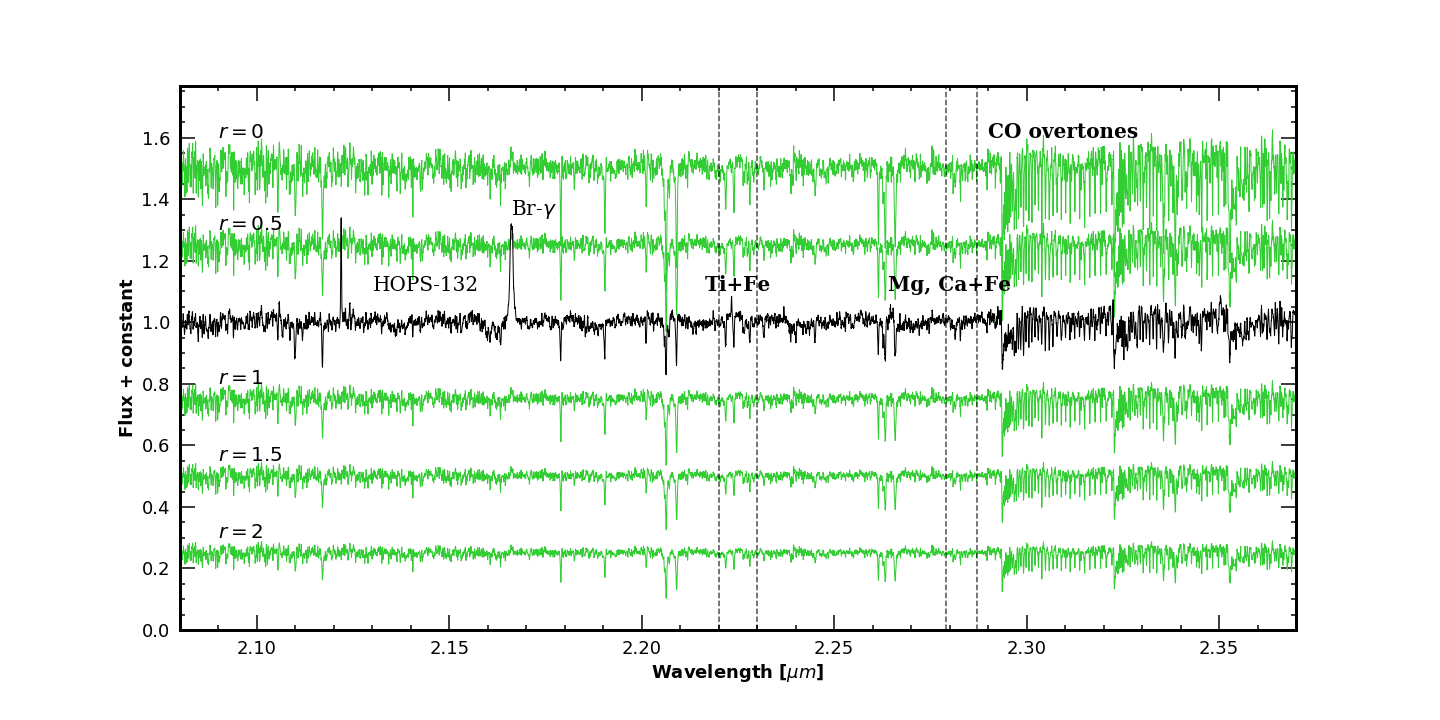 r = 0
CO overtones
1.6
1.4
Br-γ
r = 0.5
1.2
HOPS-132
Ti+Fe
Mg, Ca+Fe
1.0
r = 1
0.8
0.6
r = 1.5
0.4
r = 2
0.2
0.0
Flux + constant
2.10 2.15 2.20 2.25 2.30 2.35
Wavelength [μm]